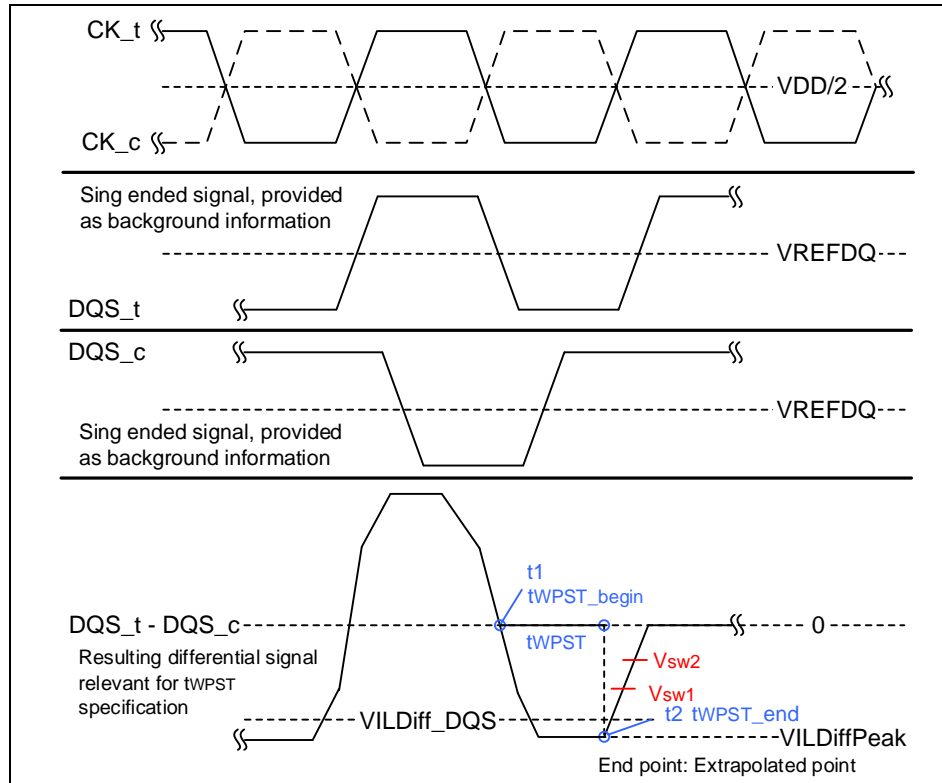 CK_t
VDD/2
CK_c
Sing ended signal, provided
as background information
VREFDQ
DQS_t
DQS_c
VREFDQ
Sing ended signal, provided
as background information
t1
tWPST_begin
DQS_t - DQS_c
0
tWPST
Resulting differential signal
relevant for tWPST
specification
Vsw2
Vsw1
VILDiff_DQS
t2 tWPST_end
VILDiffPeak
End point: Extrapolated point